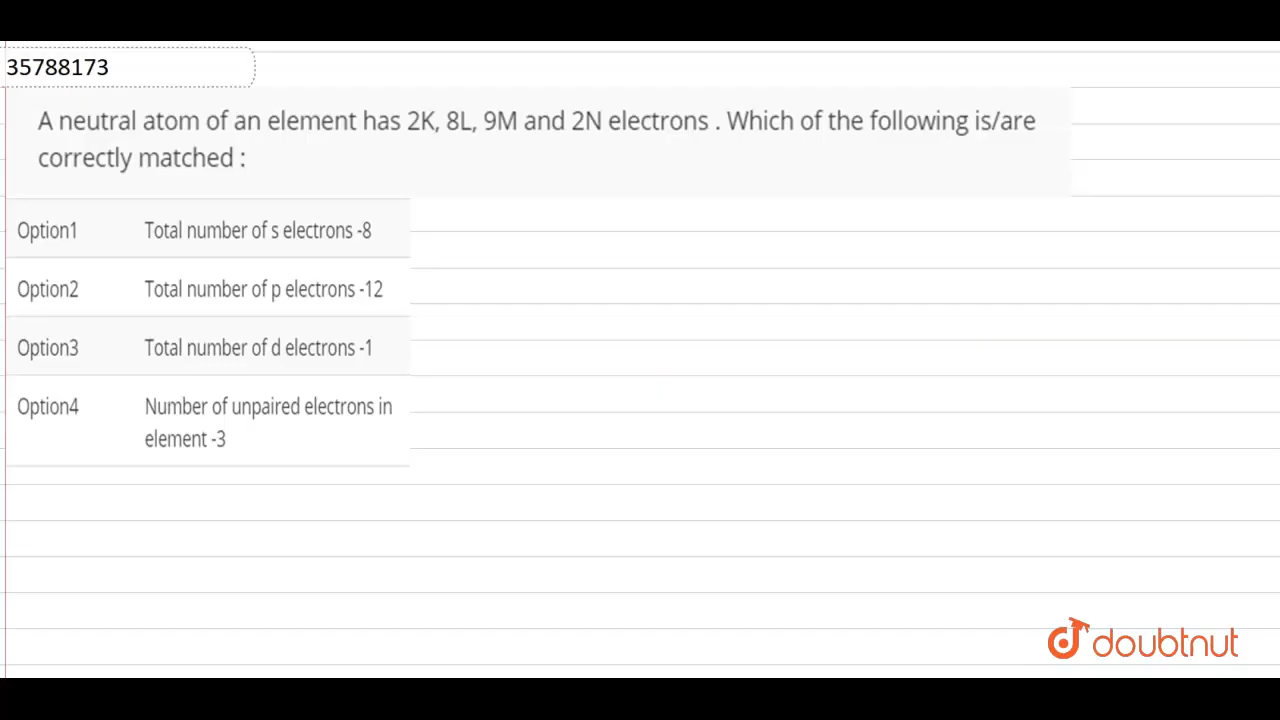 35788173
A neutral atom of an element has 2K, 8L, 9M and 2N electrons . Which of the following is/are
correctly matched :
Option1 Total number of s electrons -8
Option2 Total number of p electrons -12
Option3 Total number of d electrons -1
Option4 Number of unpaired electrons in
element -3
doubtnut